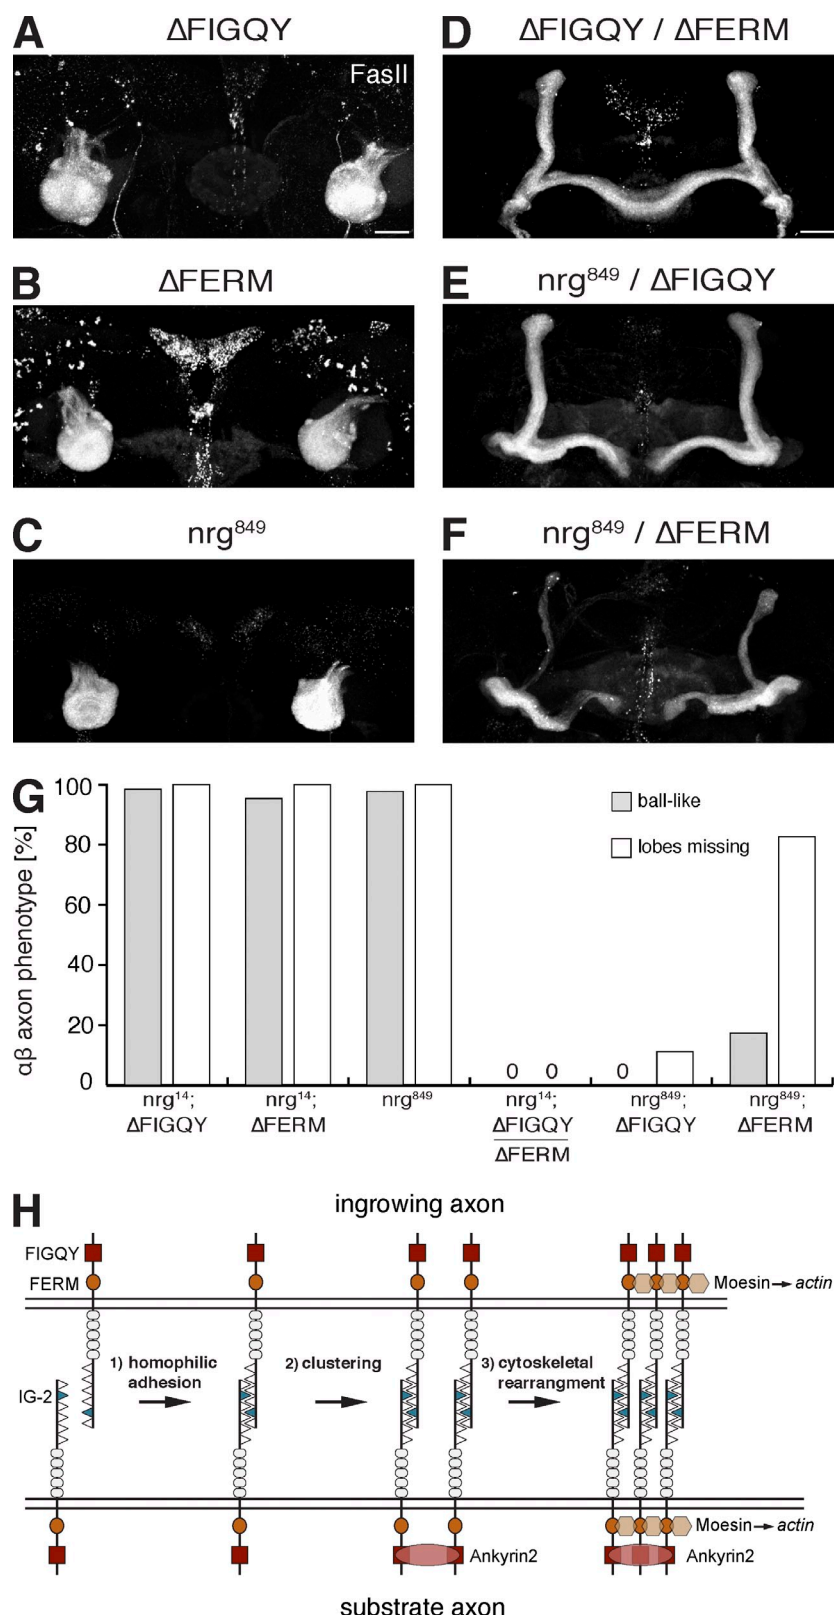 A ΔFIGQY
FasII
D ΔFIGQY / ΔFERM
B ΔFERM
E nrg⁸⁴⁹ / ΔFIGQY
C nrg⁸⁴⁹
F nrg⁸⁴⁹ / ΔFERM
G
αβ axon phenotype [%]
100
80
60
40
20
0
ball-like
lobes missing
0 0 0
nrg¹⁴;
ΔFIGQY
nrg¹⁴;
ΔFERM
nrg⁸⁴⁹
nrg¹⁴;
ΔFIGQY
ΔFERM
nrg⁸⁴⁹;
ΔFIGQY
nrg⁸⁴⁹;
ΔFERM
H
ingrowing axon
FIGQY
FERM
Moesin→actin
1) homophilic
adhesion
2) clustering
3) cytoskeletal
rearrangment
IG-2
Moesin→actin
Ankyrin2
Ankyrin2
substrate axon